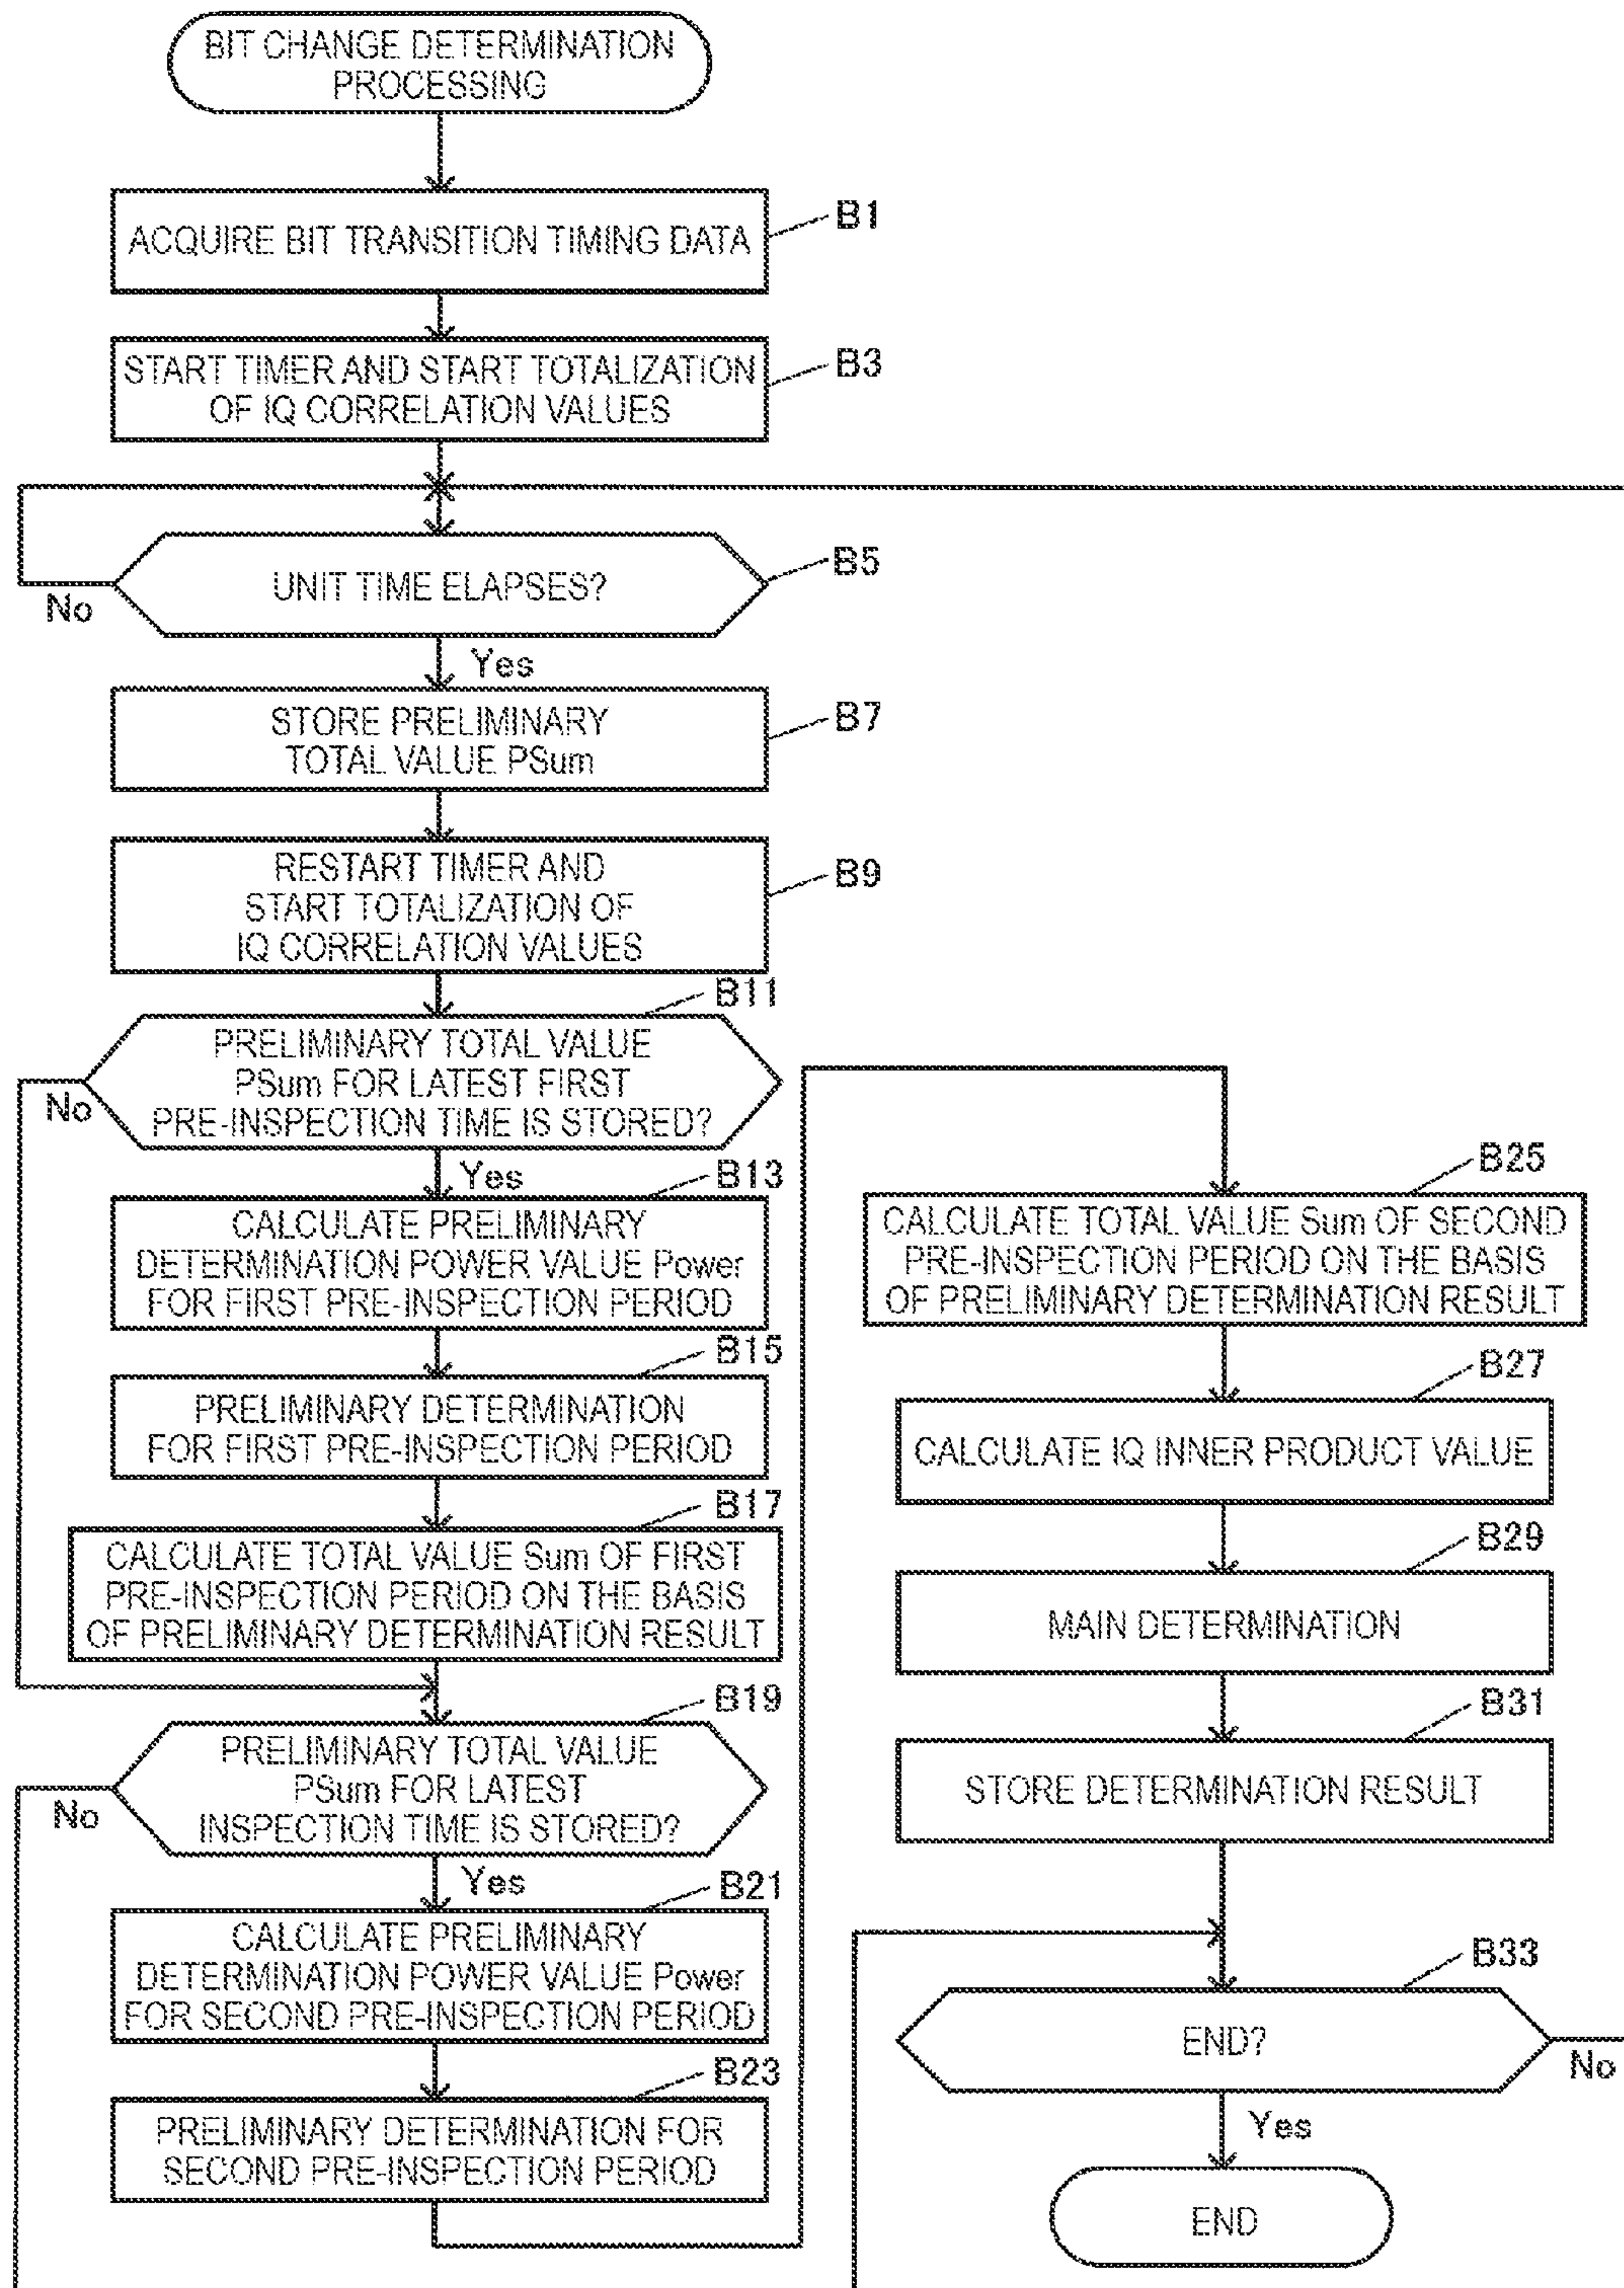 BIT CHANGE DETERMINATION
PROCESSING
ACQUIRE BIT TRANSITION TIMING DATA
B1
START TIMER AND START TOTALIZATION
OF IQ CORRELATION VALUES
B3
UNIT TIME ELAPSES?
B5
No
Yes
STORE PRELIMINARY
TOTAL VALUE PSum
B7
RESTART TIMER AND
START TOTALIZATION OF
IQ CORRELATION VALUES
B9
B11
PRELIMINARY TOTAL VALUE
PSum FOR LATEST FIRST
PRE-INSPECTION TIME IS STORED?
No
Yes
B13
CALCULATE PRELIMINARY
DETERMINATION POWER VALUE Power
FOR FIRST PRE-INSPECTION PERIOD
B15
PRELIMINARY DETERMINATION
FOR FIRST PRE-INSPECTION PERIOD
B17
CALCULATE TOTAL VALUE Sum OF FIRST
PRE-INSPECTION PERIOD ON THE BASIS
OF PRELIMINARY DETERMINATION RESULT
B19
PRELIMINARY TOTAL VALUE
PSum FOR LATEST
INSPECTION TIME IS STORED?
No
Yes
B21
CALCULATE PRELIMINARY
DETERMINATION POWER VALUE Power
FOR SECOND PRE-INSPECTION PERIOD
B23
PRELIMINARY DETERMINATION FOR
SECOND PRE-INSPECTION PERIOD
B25
CALCULATE TOTAL VALUE Sum OF SECOND
PRE-INSPECTION PERIOD ON THE BASIS
OF PRELIMINARY DETERMINATION RESULT
B27
CALCULATE IQ INNER PRODUCT VALUE
B29
MAIN DETERMINATION
B31
STORE DETERMINATION RESULT
B33
END?
No
Yes
END